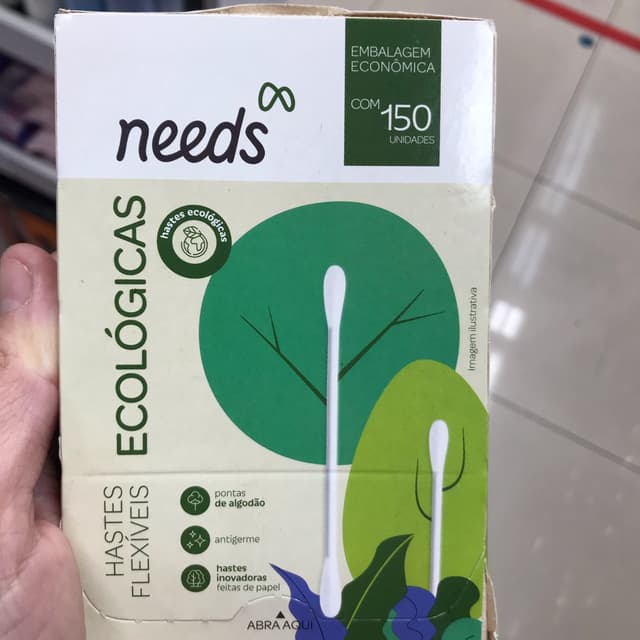 EMBALAGEM
ECONÔMICA
COM 150
UNIDADES
needs
hastes ecológicas
HASTES
FLEXÍVEIS
ECOLÓGICAS
Imagem ilustrativa
pontas
de algodão
antigerme
hastes
inovadoras
feitas de papel
ABRA AQUI